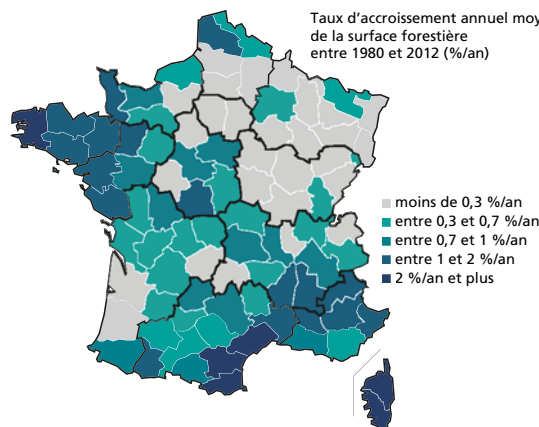 Taux d'accroissement annuel moy
de la surface forestière
entre 1980 et 2012 (%/an)
moins de 0,3 %/an
entre 0,3 et 0,7 %/an
entre 0,7 et 1 %/an
entre 1 et 2 %/an
2 %/an et plus